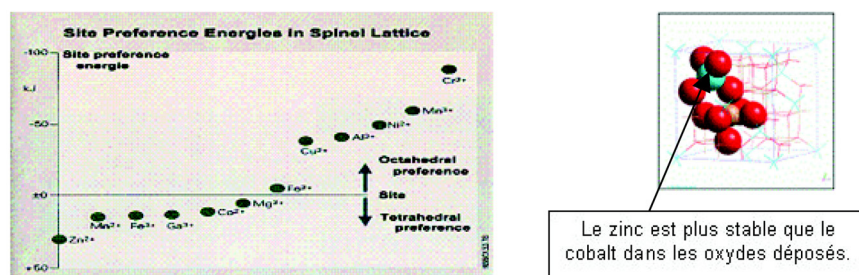 Site Preference Energies in Spinel Lattice
-100
Site preference
energie
kJ
Cr³⁺
Mn³⁺
-50
Ni²⁺
Al³⁺
Cu²⁺
Octahedral
preference
Fe²⁺
±0
Site
Mg²⁺
Co²⁺
Mn²⁺ Fe³⁺ Ga³⁺
Tetrahedral
preference
Zn²⁺
+50
Le zinc est plus stable que le
cobalt dans les oxydes déposés.